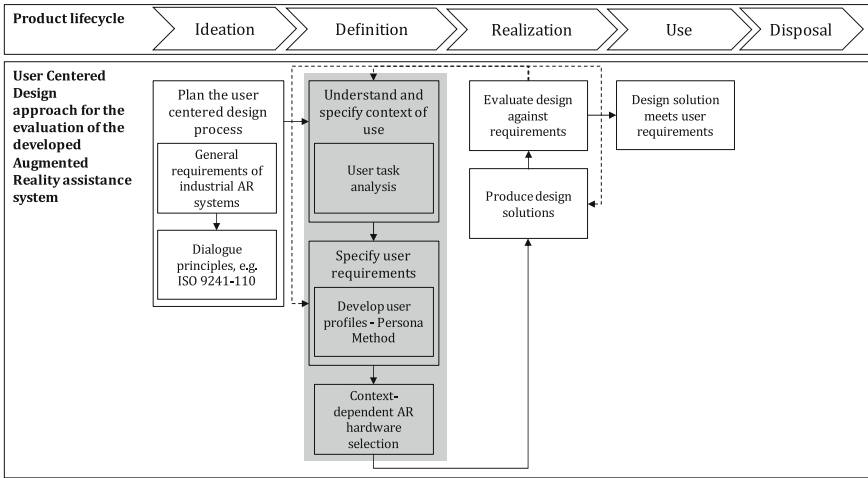 Product lifecycle
Ideation
Definition
Realization
Use
Disposal
User Centered
Design
approach for the
evaluation of the
developed
Augmented
Reality assistance
system
Plan the user
centered design
process
General
requirements of
industrial AR
systems
Dialogue
principles, e.g.
ISO 9241-110
Understand and
specify context of
use
User task
analysis
Specify user
requirements
Develop user
profiles - Persona
Method
Context-
dependent AR
hardware
selection
Evaluate design
against
requirements
Produce design
solutions
Design solution
meets user
requirements